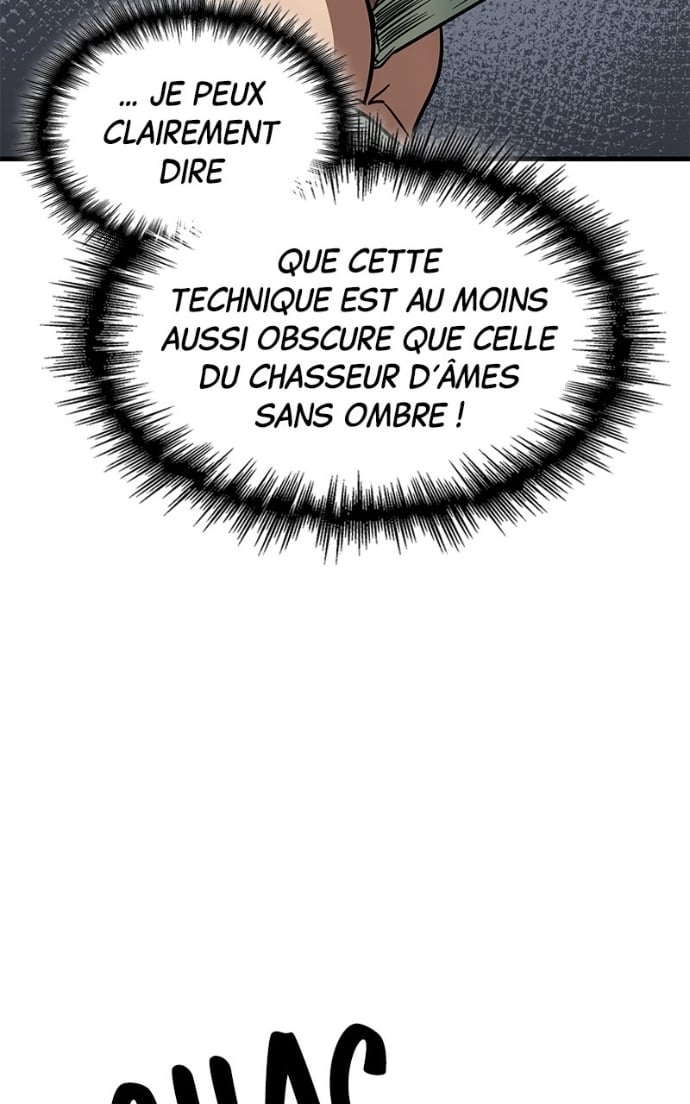 ... JE PEUX
CLAIREMENT
DIRE
QUE CETTE
TECHNIQUE EST AU MOINS
AUSSI OBSCURE QUE CELLE
DU CHASSEUR D'ÂMES
SANS OMBRE !